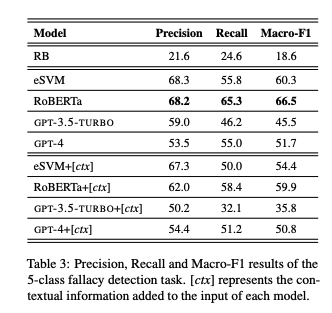 Model Precision Recall Macro-F1
RB 21.6 24.6 18.6
eSVM 68.3 55.8 60.3
RoBERTa 68.2 65.3 66.5
GPT-3.5-TURBO 59.0 46.2 45.5
GPT-4 53.5 55.0 51.7
eSVM+[ctx] 67.3 50.0 54.4
RoBERTa+[ctx] 62.0 58.4 59.9
GPT-3.5-TURBO+[ctx] 50.2 32.1 35.8
GPT-4+[ctx] 54.4 51.2 50.8
Table 3: Precision, Recall and Macro-F1 results of the
5-class fallacy detection task. [ctx] represents the con-
textual information added to the input of each model.